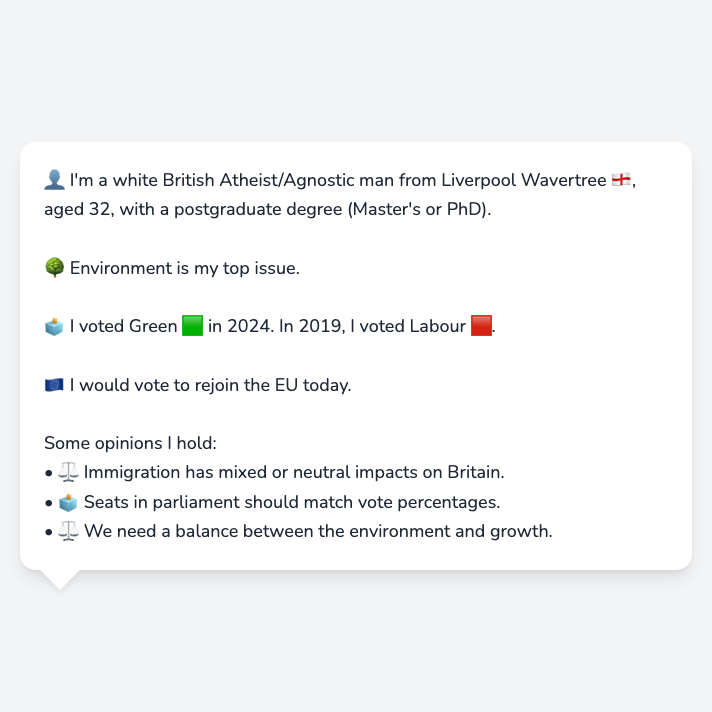 👤 I'm a white British Atheist/Agnostic man from Liverpool Wavertree 🏴󠁧󠁢󠁥󠁮󠁧󠁿,
aged 32, with a postgraduate degree (Master's or PhD).
🌳 Environment is my top issue.
🗳️ I voted Green 🟩 in 2024. In 2019, I voted Labour 🟥.
🇪🇺 I would vote to rejoin the EU today.
Some opinions I hold:
• ⚖️ Immigration has mixed or neutral impacts on Britain.
• 🗳️ Seats in parliament should match vote percentages.
• ⚖️ We need a balance between the environment and growth.